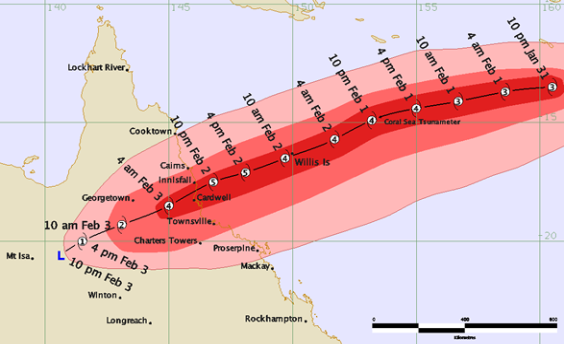 140
145
150
155
160
10 pm Jan 31
4 am Feb 1
10 am Feb 1
4 pm Feb 1
10 pm Feb 1
4 am Feb 2
10 am Feb 2
4 pm Feb 2
10 pm Feb 2
4 am Feb 3
10 am Feb 3
4 pm Feb 3
10 pm Feb 3
Lockhart River
3
3
3
3
4
4
4
5
5
4
2
1
L
Coral Sea Trunameter
15
Cooktown
Willis Is
Cairns
Innisfail
Cardwell
Georgetown
Townsville
Charters Towers
Proserpine
20
Mt Isa
Mackay
Winton
Longreach
Rockhampton
0
400
800
Kilometres